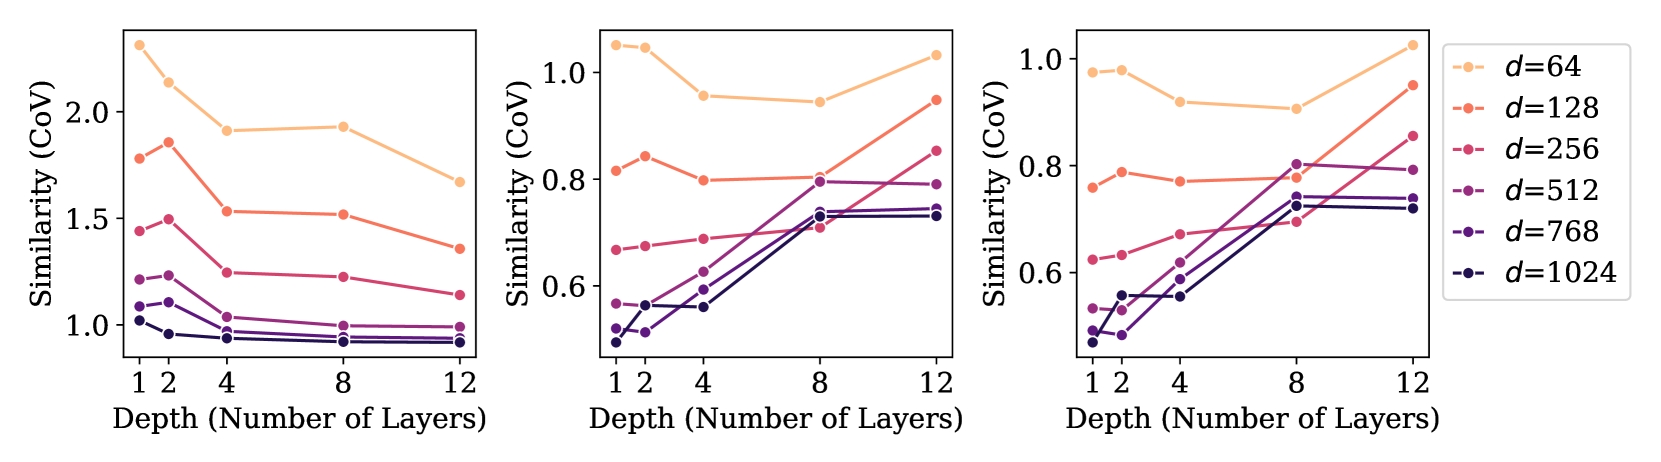 Similarity (CoV)
2.0
1.5
1.0
1 2 4 8 12
Depth (Number of Layers)
Similarity (CoV)
1.0
0.8
0.6
1 2 4 8 12
Depth (Number of Layers)
Similarity (CoV)
1.0
0.8
0.6
1 2 4 8 12
Depth (Number of Layers)
d=64
d=128
d=256
d=512
d=768
d=1024